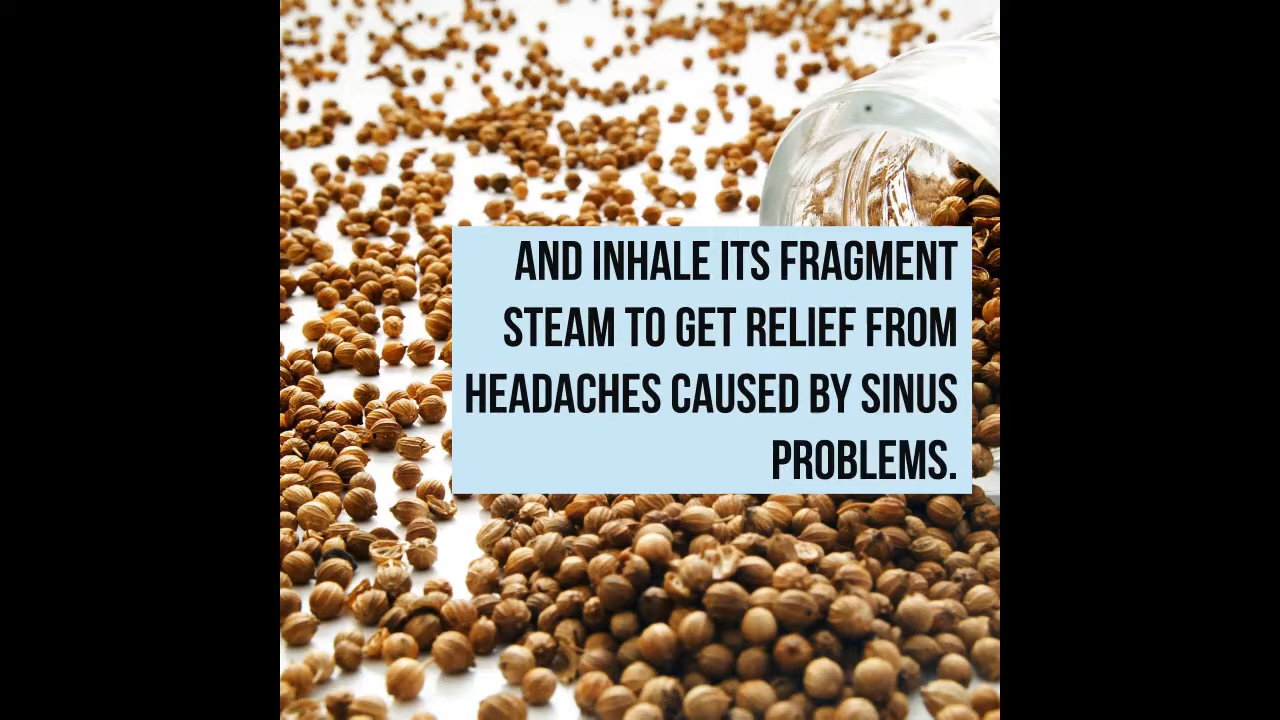 AND INHALE ITS FRAGMENT
STEAM TO GET RELIEF FROM
HEADACHES CAUSED BY SINUS
PROBLEMS.